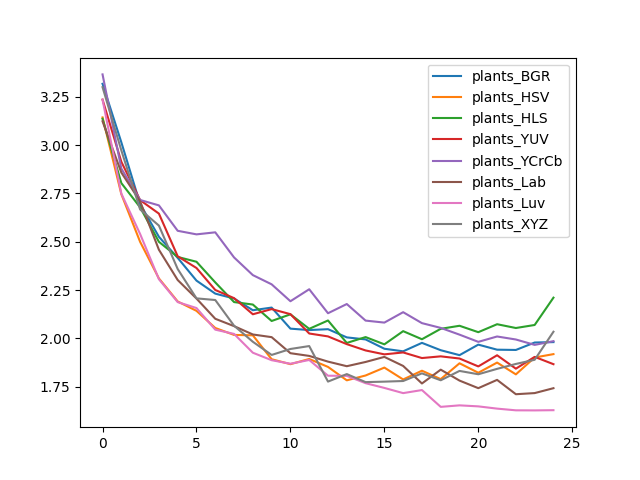 3.25
3.00
2.75
2.50
2.25
2.00
1.75
0 5 10 15 20 25
plants_BGR
plants_HSV
plants_HLS
plants_YUV
plants_YCrCb
plants_Lab
plants_Luv
plants_XYZ